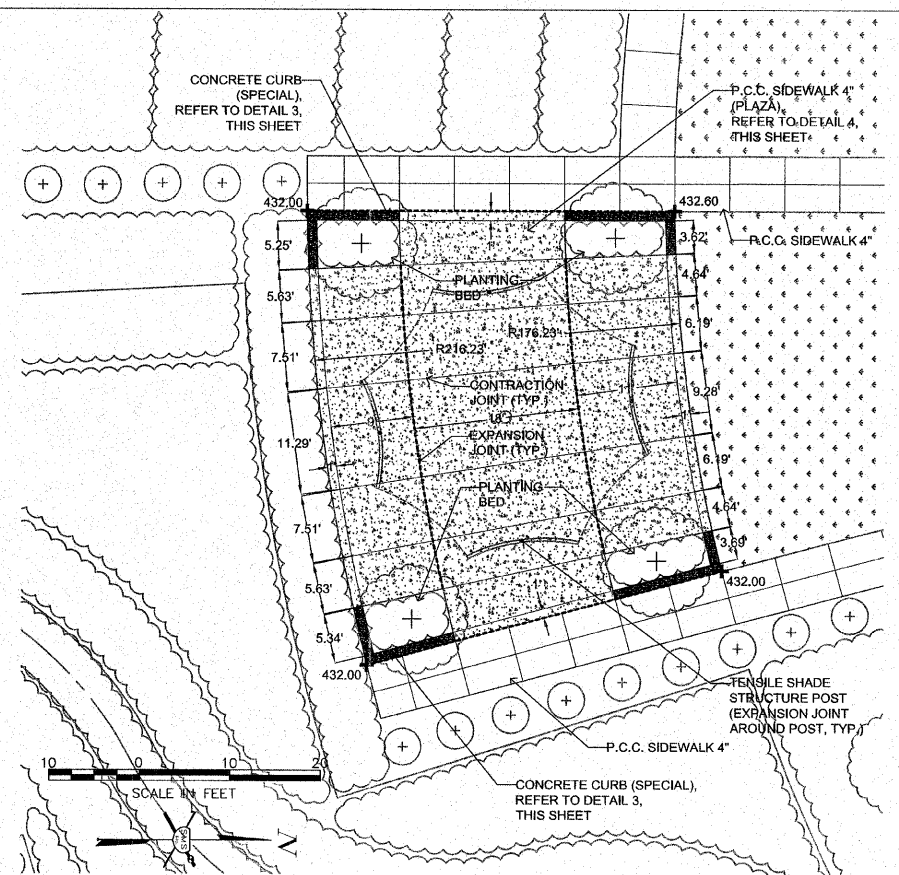 CONCRETE CURB
(SPECIAL),
REFER TO DETAIL 3,
THIS SHEET
P.C.C. SIDEWALK 4"
(PLAZA),
REFER TO DETAIL 4,
THIS SHEET
432.00
432.60
P.C.C. SIDEWALK 4"
5.25'
5.63'
7.51'
11.29'
7.51'
5.63'
5.34'
3.62'
4.64'
6.19'
9.28'
6.19'
4.64'
3.69'
PLANTING
BED
R216.23'
R176.23'
CONTRACTION
JOINT (TYP.)
EXPANSION
JOINT (TYP.)
PLANTING
BED
432.00
432.00
TENSILE SHADE
STRUCTURE POST
(EXPANSION JOINT
AROUND POST, TYP.)
P.C.C. SIDEWALK 4"
CONCRETE CURB (SPECIAL),
REFER TO DETAIL 3,
THIS SHEET
10 0 10 20
SCALE IN FEET